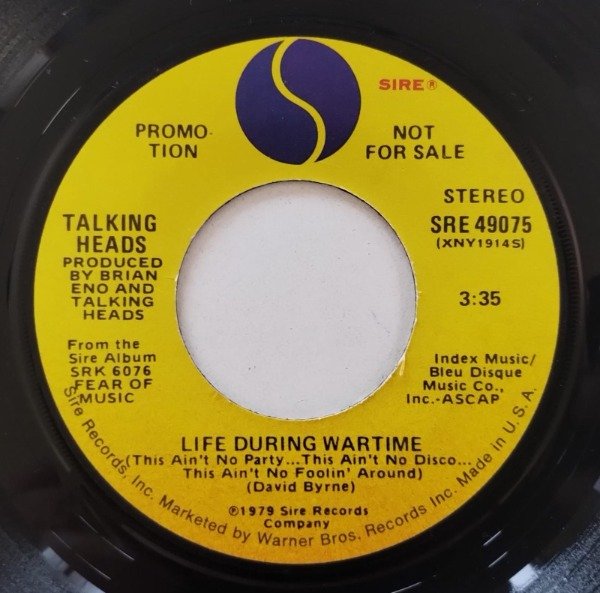 SIRE®
PROMO-
TION
NOT
FOR SALE
STEREO
SRE 49075
(XNY1914S)
3:35
TALKING
HEADS
PRODUCED
BY BRIAN
ENO AND
TALKING
HEADS
From the
Sire Album
SRK 6076
FEAR OF
MUSIC
Index Music/
Bleu Disque
Music Co.,
Inc.-ASCAP
LIFE DURING WARTIME
(This Ain't No Party...This Ain't No Disco...
This Ain't No Foolin' Around)
(David Byrne)
℗1979 Sire Records
Company
Sire Records, Inc. Marketed by Warner Bros. Records Inc. Made in U.S.A.